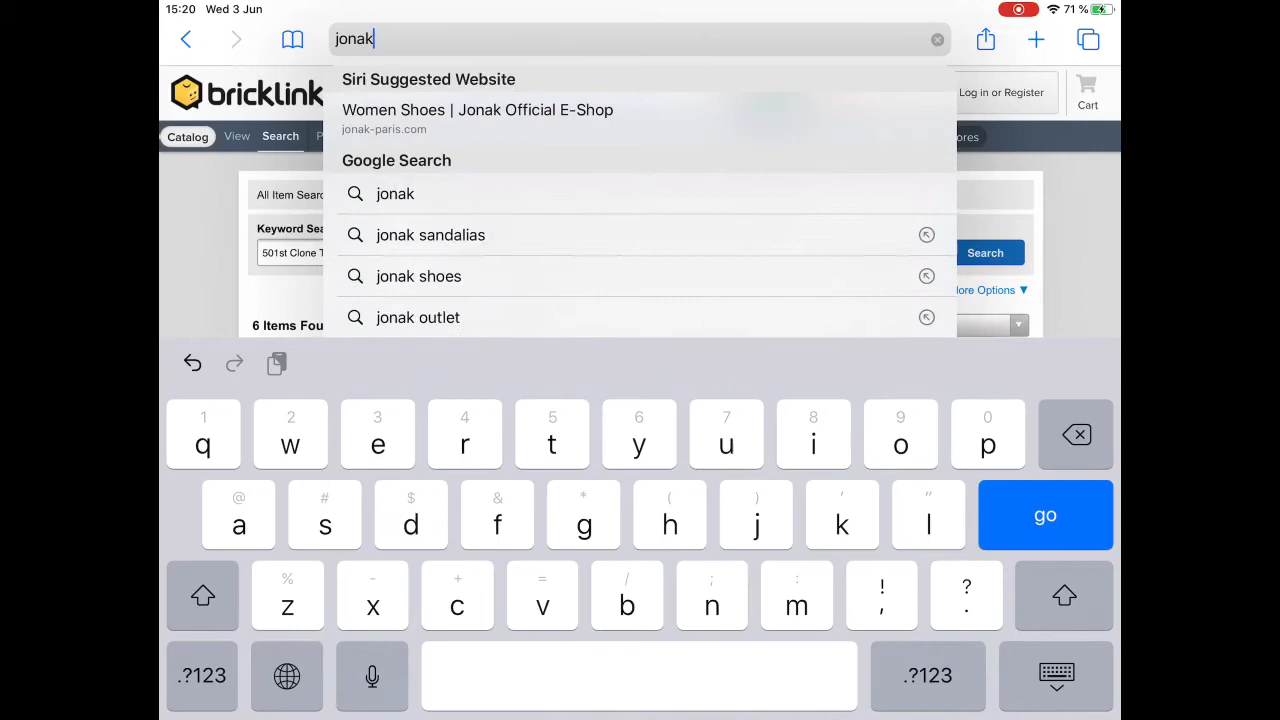 15:20 Wed 3 Jun 71 %
jonak
Siri Suggested Website
bricklink
Women Shoes | Jonak Official E-Shop
jonak-paris.com
Log in or Register
Cart
Catalog View Search P ores
Google Search
jonak
All Item Searc
jonak sandalias
Keyword Sea
501st Clone T
Search
jonak shoes
ore Options ▼
jonak outlet
6 Items Fou
1 2 3 4 5 6 7 8 9 0
q w e r t y u i o p
@ # $ & * ( ) ' "
a s d f g h j k l go
% - + = / ; : ! ?
z x c v b n m , .
.?123 .?123